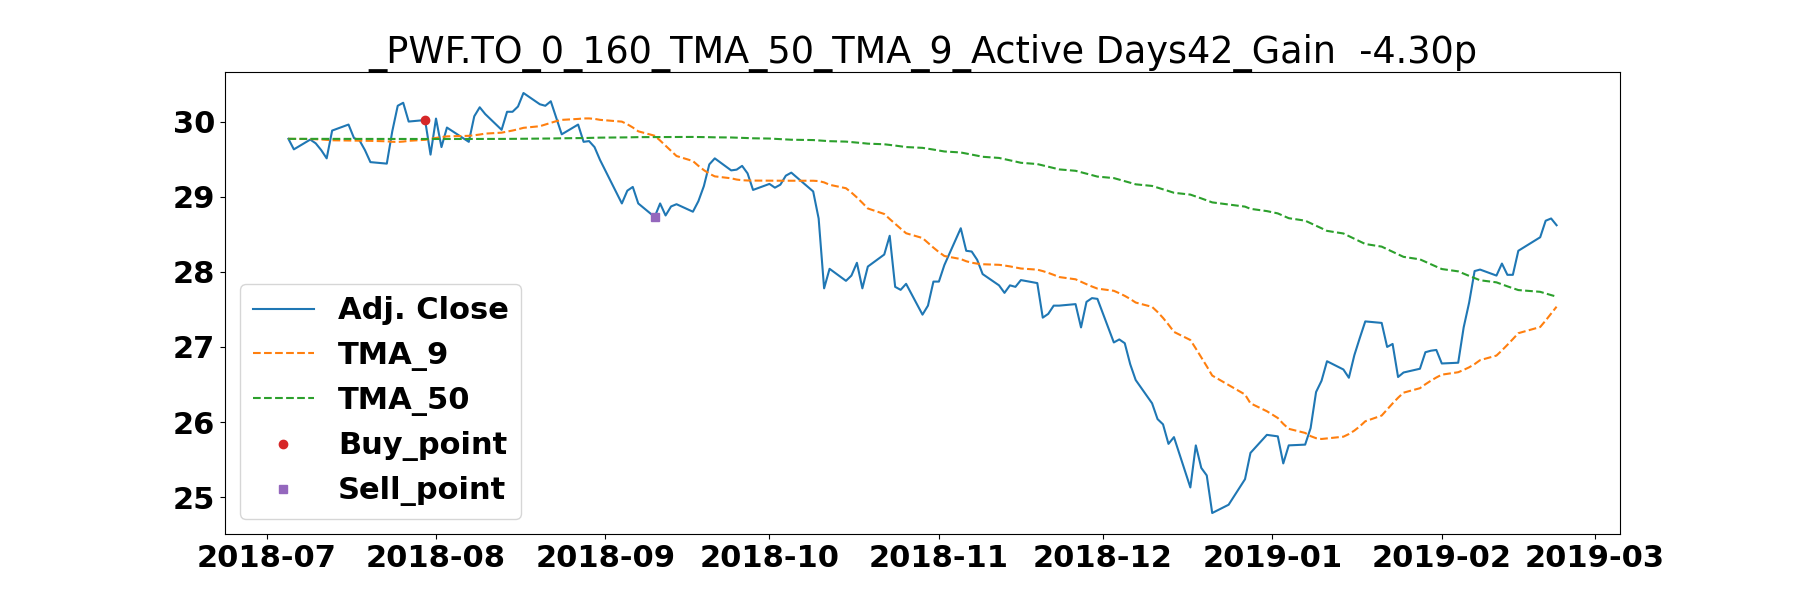 _PWF.TO_0_160_TMA_50_TMA_9_Active Days42_Gain  -4.30p
30
29
28
27
26
25
Adj. Close
TMA_9
TMA_50
Buy_point
Sell_point
2018-07 2018-08 2018-09 2018-10 2018-11 2018-12 2019-01 2019-02 2019-03